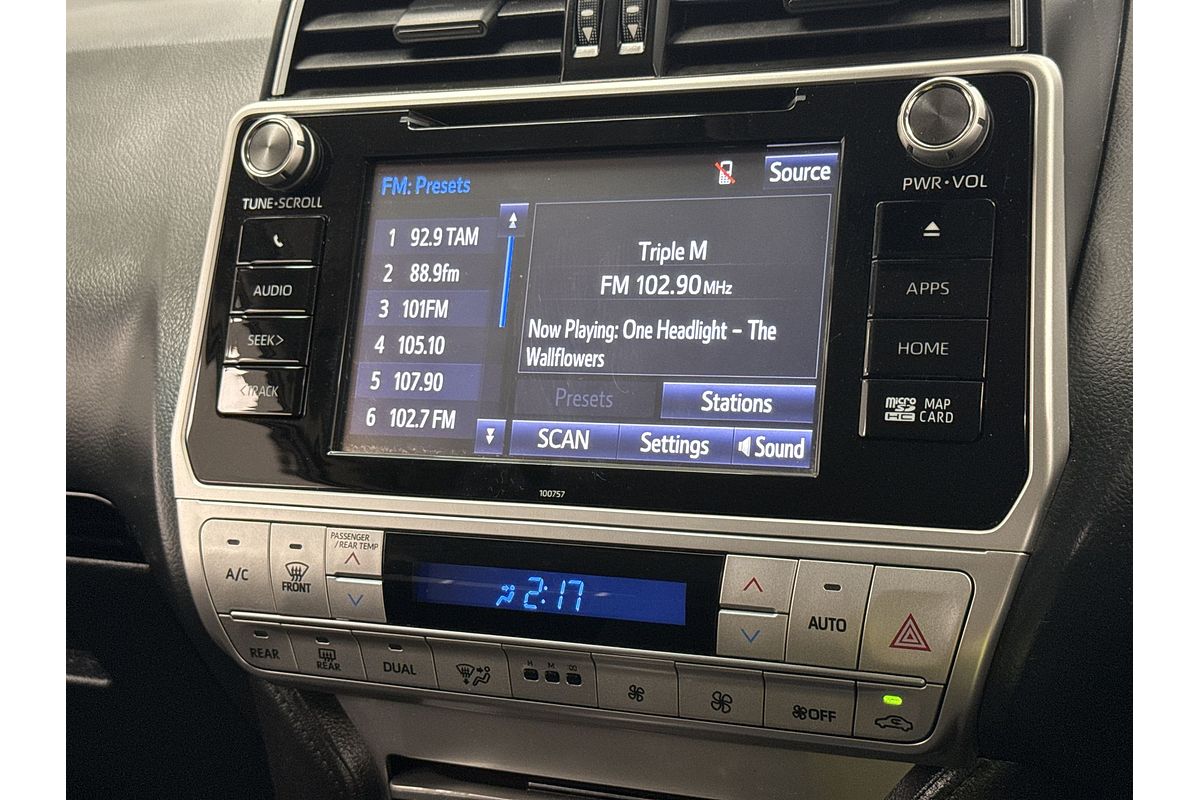 FM: Presets
Source
1 92.9 TAM
2 88.9fm
3 101FM
4 105.10
5 107.90
6 102.7 FM
Triple M
FM 102.90MHz
Now Playing: One Headlight – The
Wallflowers
Presets
Stations
SCAN
Settings
Sound
TUNE•SCROLL
AUDIO
SEEK>
<TRACK
PWR•VOL
APPS
HOME
micro SD HC MAP CARD
100757
A/C
FRONT
PASSENGER
/REAR TEMP
2:17
AUTO
REAR
REAR
DUAL
H M
OFF